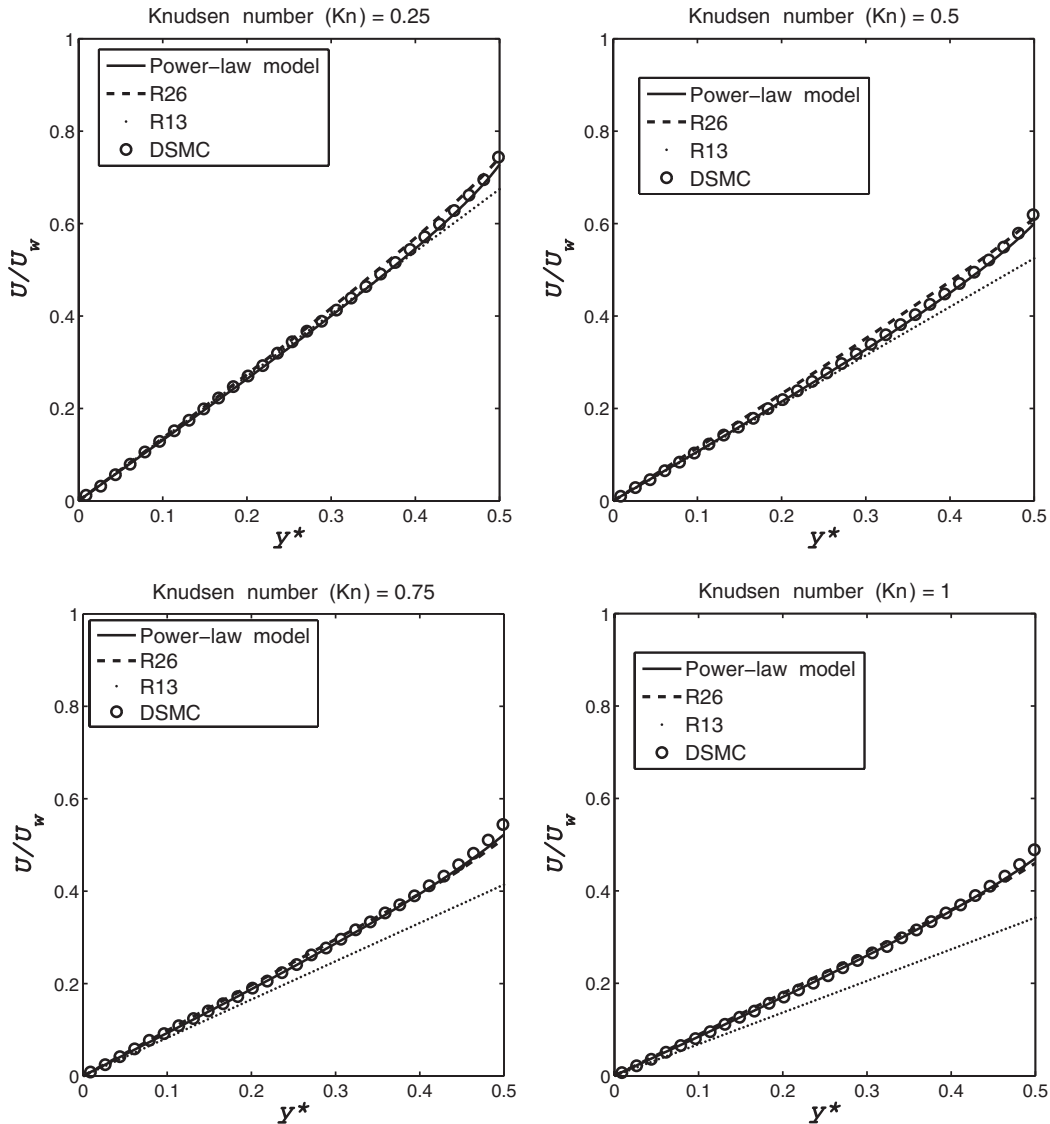 Knudsen number (Kn) = 0.25
1
0.8
0.6
0.4
0.2
0
U/U_w
Power-law model
R26
R13
DSMC
0
0.1
0.2
0.3
0.4
0.5
y*
Knudsen number (Kn) = 0.5
1
0.8
0.6
0.4
0.2
0
U/U_w
Power-law model
R26
R13
DSMC
0
0.1
0.2
0.3
0.4
0.5
y*
Knudsen number (Kn) = 0.75
1
0.8
0.6
0.4
0.2
0
U/U_w
Power-law model
R26
R13
DSMC
0
0.1
0.2
0.3
0.4
0.5
y*
Knudsen number (Kn) = 1
1
0.8
0.6
0.4
0.2
0
U/U_w
Power-law model
R26
R13
DSMC
0
0.1
0.2
0.3
0.4
0.5
y*